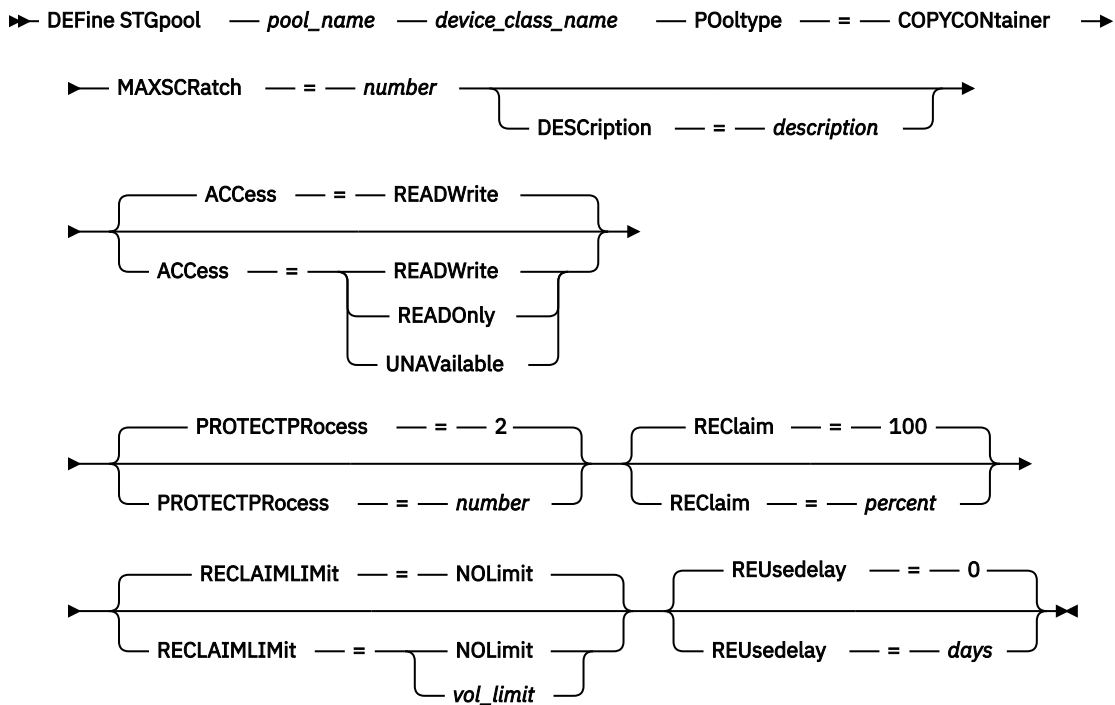 DEFine STGpool pool_name device_class_name POoltype = COPYCONtainer
MAXSCRatch = number
DESCription = description
ACCess = READWrite
ACCess = READWrite
READOnly
UNAVailable
PROTECTPRocess = 2 REClaim = 100
PROTECTPRocess = number REClaim = percent
RECLAIMLIMit = NOLimit REUsedelay = 0
RECLAIMLIMit = NOLimit REUsedelay = days
vol_limit